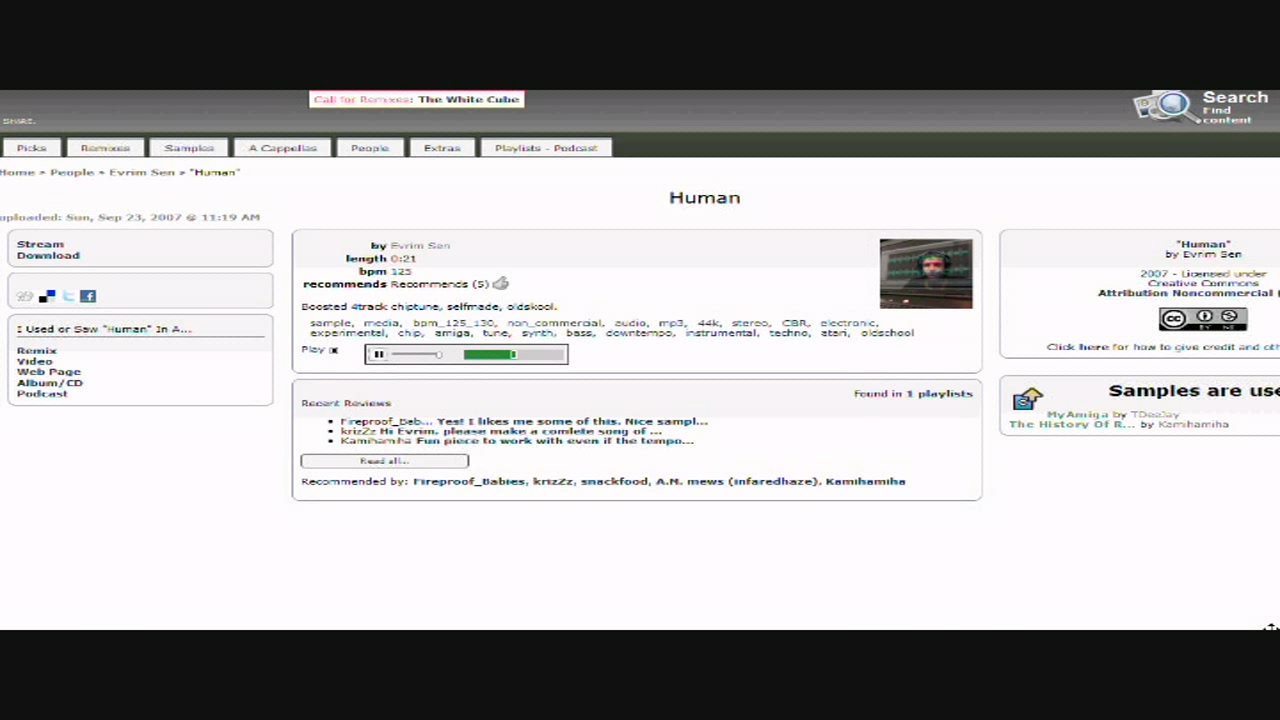 Call for Remixes: The White Cube
Search
Find
content
SHARE.
Picks
Remixes
Samples
A Cappellas
People
Extras
Playlists - Podcast
Home » People » Evrim Sen » "Human"
Human
uploaded: Sun, Sep 23, 2007 @ 11:19 AM
Stream
Download
I Used or Saw "Human" In A...
Remix
Video
Web Page
Album/CD
Podcast
by Evrim Sen
length 0:21
bpm 125
recommends Recommends (5)
Boosted 4track chiptune, selfmade, oldskool.
sample, media, bpm_125_130, non_commercial, audio, mp3, 44k, stereo, CBR, electronic,
experimental, chip, amiga, tune, synth, bass, downtempo, instrumental, techno, atari, oldschool
Play
Found in 1 playlists
Recent Reviews
• Fireproof_Bab... Yes! I likes me some of this. Nice sampl...
• krizZz Hi Evrim, please make a comlete song of ...
• Kamihamiha Fun piece to work with even if the tempo...
Read all...
Recommended by: Fireproof_Babies, krizZz, snackfood, A.M. mews (infaredhaze), Kamihamiha
"Human"
by Evrim Sen
2007 - Licensed under
Creative Commons
Attribution Noncommercial (
cc
BY NC
Click here for how to give credit and oth
Samples are use
MyAmiga by TDeeJay
The History Of R... by Kamihamiha